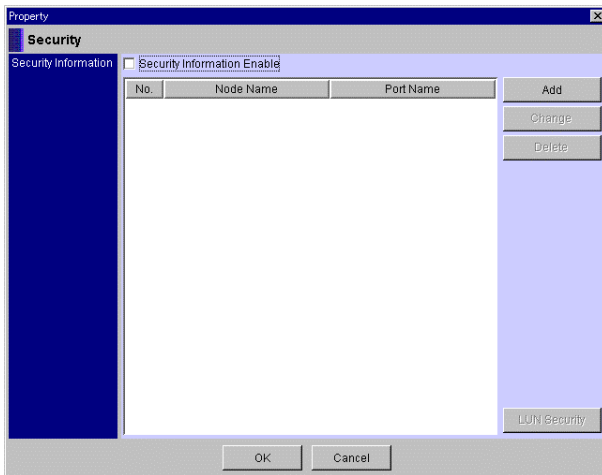 Property
Security
Security Information
Security Information Enable
No. Node Name Port Name
Add
Change
Delete
LUN Security
OK Cancel